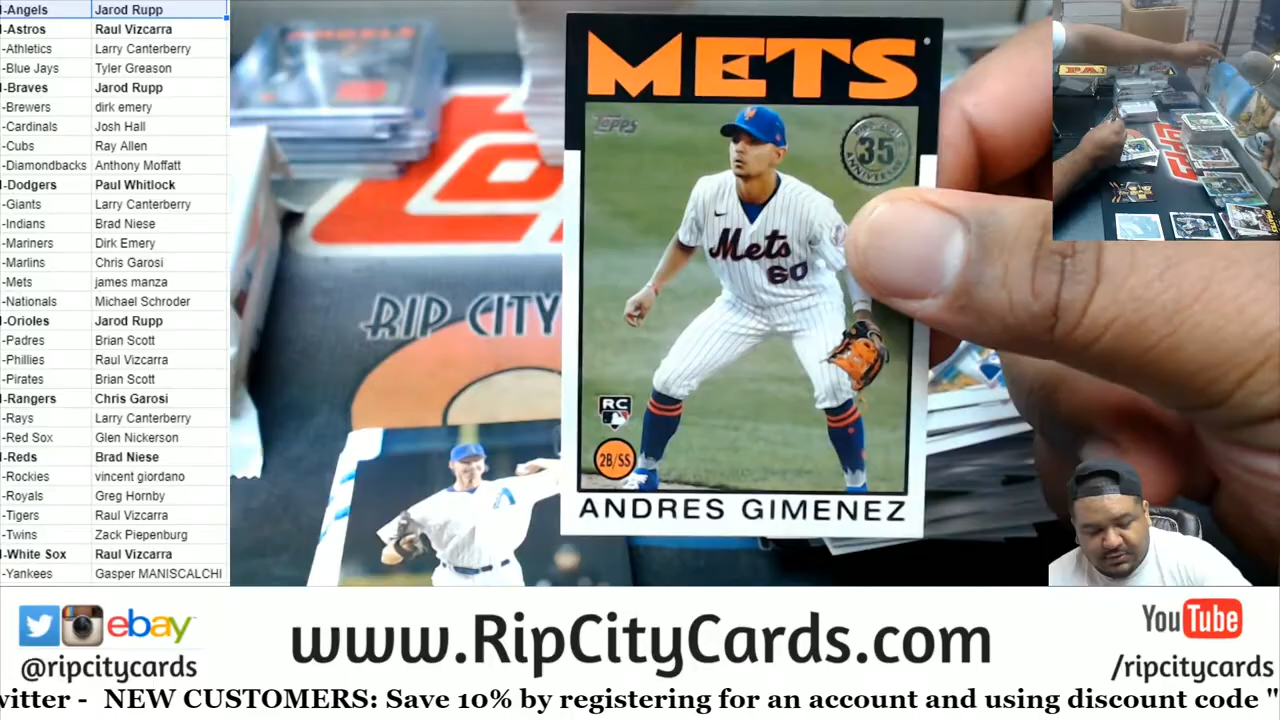 -Angels Jarod Rupp
-Astros Raul Vizcarra
-Athletics Larry Canterberry
-Blue Jays Tyler Greason
-Braves Jarod Rupp
-Brewers dirk emery
-Cardinals Josh Hall
-Cubs Ray Allen
-Diamondbacks Anthony Moffatt
-Dodgers Paul Whitlock
-Giants Larry Canterberry
-Indians Brad Niese
-Mariners Dirk Emery
-Marlins Chris Garosi
-Mets james manza
-Nationals Michael Schroder
-Orioles Jarod Rupp
-Padres Brian Scott
-Phillies Raul Vizcarra
-Pirates Brian Scott
-Rangers Chris Garosi
-Rays Larry Canterberry
-Red Sox Glen Nickerson
-Reds Brad Niese
-Rockies vincent giordano
-Royals Greg Hornby
-Tigers Raul Vizcarra
-Twins Zack Piepenburg
-White Sox Raul Vizcarra
-Yankees Gasper MANISCALCHI
METS
Topps
35
ANNIVERSARY
Mets
60
RC
2B/SS
ANDRES GIMENEZ
RIP CITY
ebay
@ripcitycards
www.RipCityCards.com
YouTube
/ripcitycards
witter - NEW CUSTOMERS: Save 10% by registering for an account and using discount code "